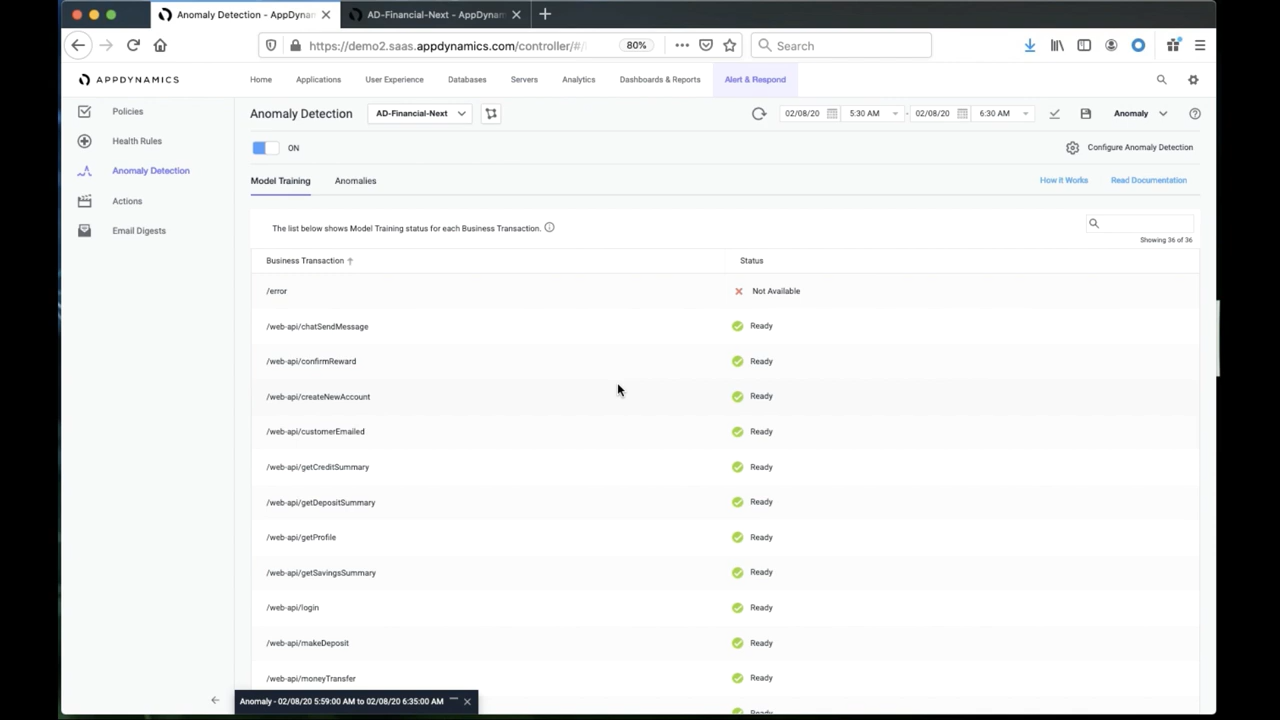 Anomaly Detection - AppDynam
AD-Financial-Next - AppDynam
https://demo2.saas.appdynamics.com/controller/#/
80%
Search
APPDYNAMICS
Home
Applications
User Experience
Databases
Servers
Analytics
Dashboards & Reports
Alert & Respond
Policies
Health Rules
Anomaly Detection
Actions
Email Digests
Anomaly Detection
AD-Financial-Next
02/08/20 5:30 AM - 02/08/20 6:30 AM
Anomaly
ON
Configure Anomaly Detection
Model Training
Anomalies
How It Works
Read Documentation
The list below shows Model Training status for each Business Transaction.
Showing 36 of 36
Business Transaction Status
/error Not Available
/web-api/chatSendMessage Ready
/web-api/confirmReward Ready
/web-api/createNewAccount Ready
/web-api/customerEmailed Ready
/web-api/getCreditSummary Ready
/web-api/getDepositSummary Ready
/web-api/getProfile Ready
/web-api/getSavingsSummary Ready
/web-api/login Ready
/web-api/makeDeposit Ready
/web-api/moneyTransfer Ready
Ready
Anomaly - 02/08/20 5:59:00 AM to 02/08/20 6:35:00 AM